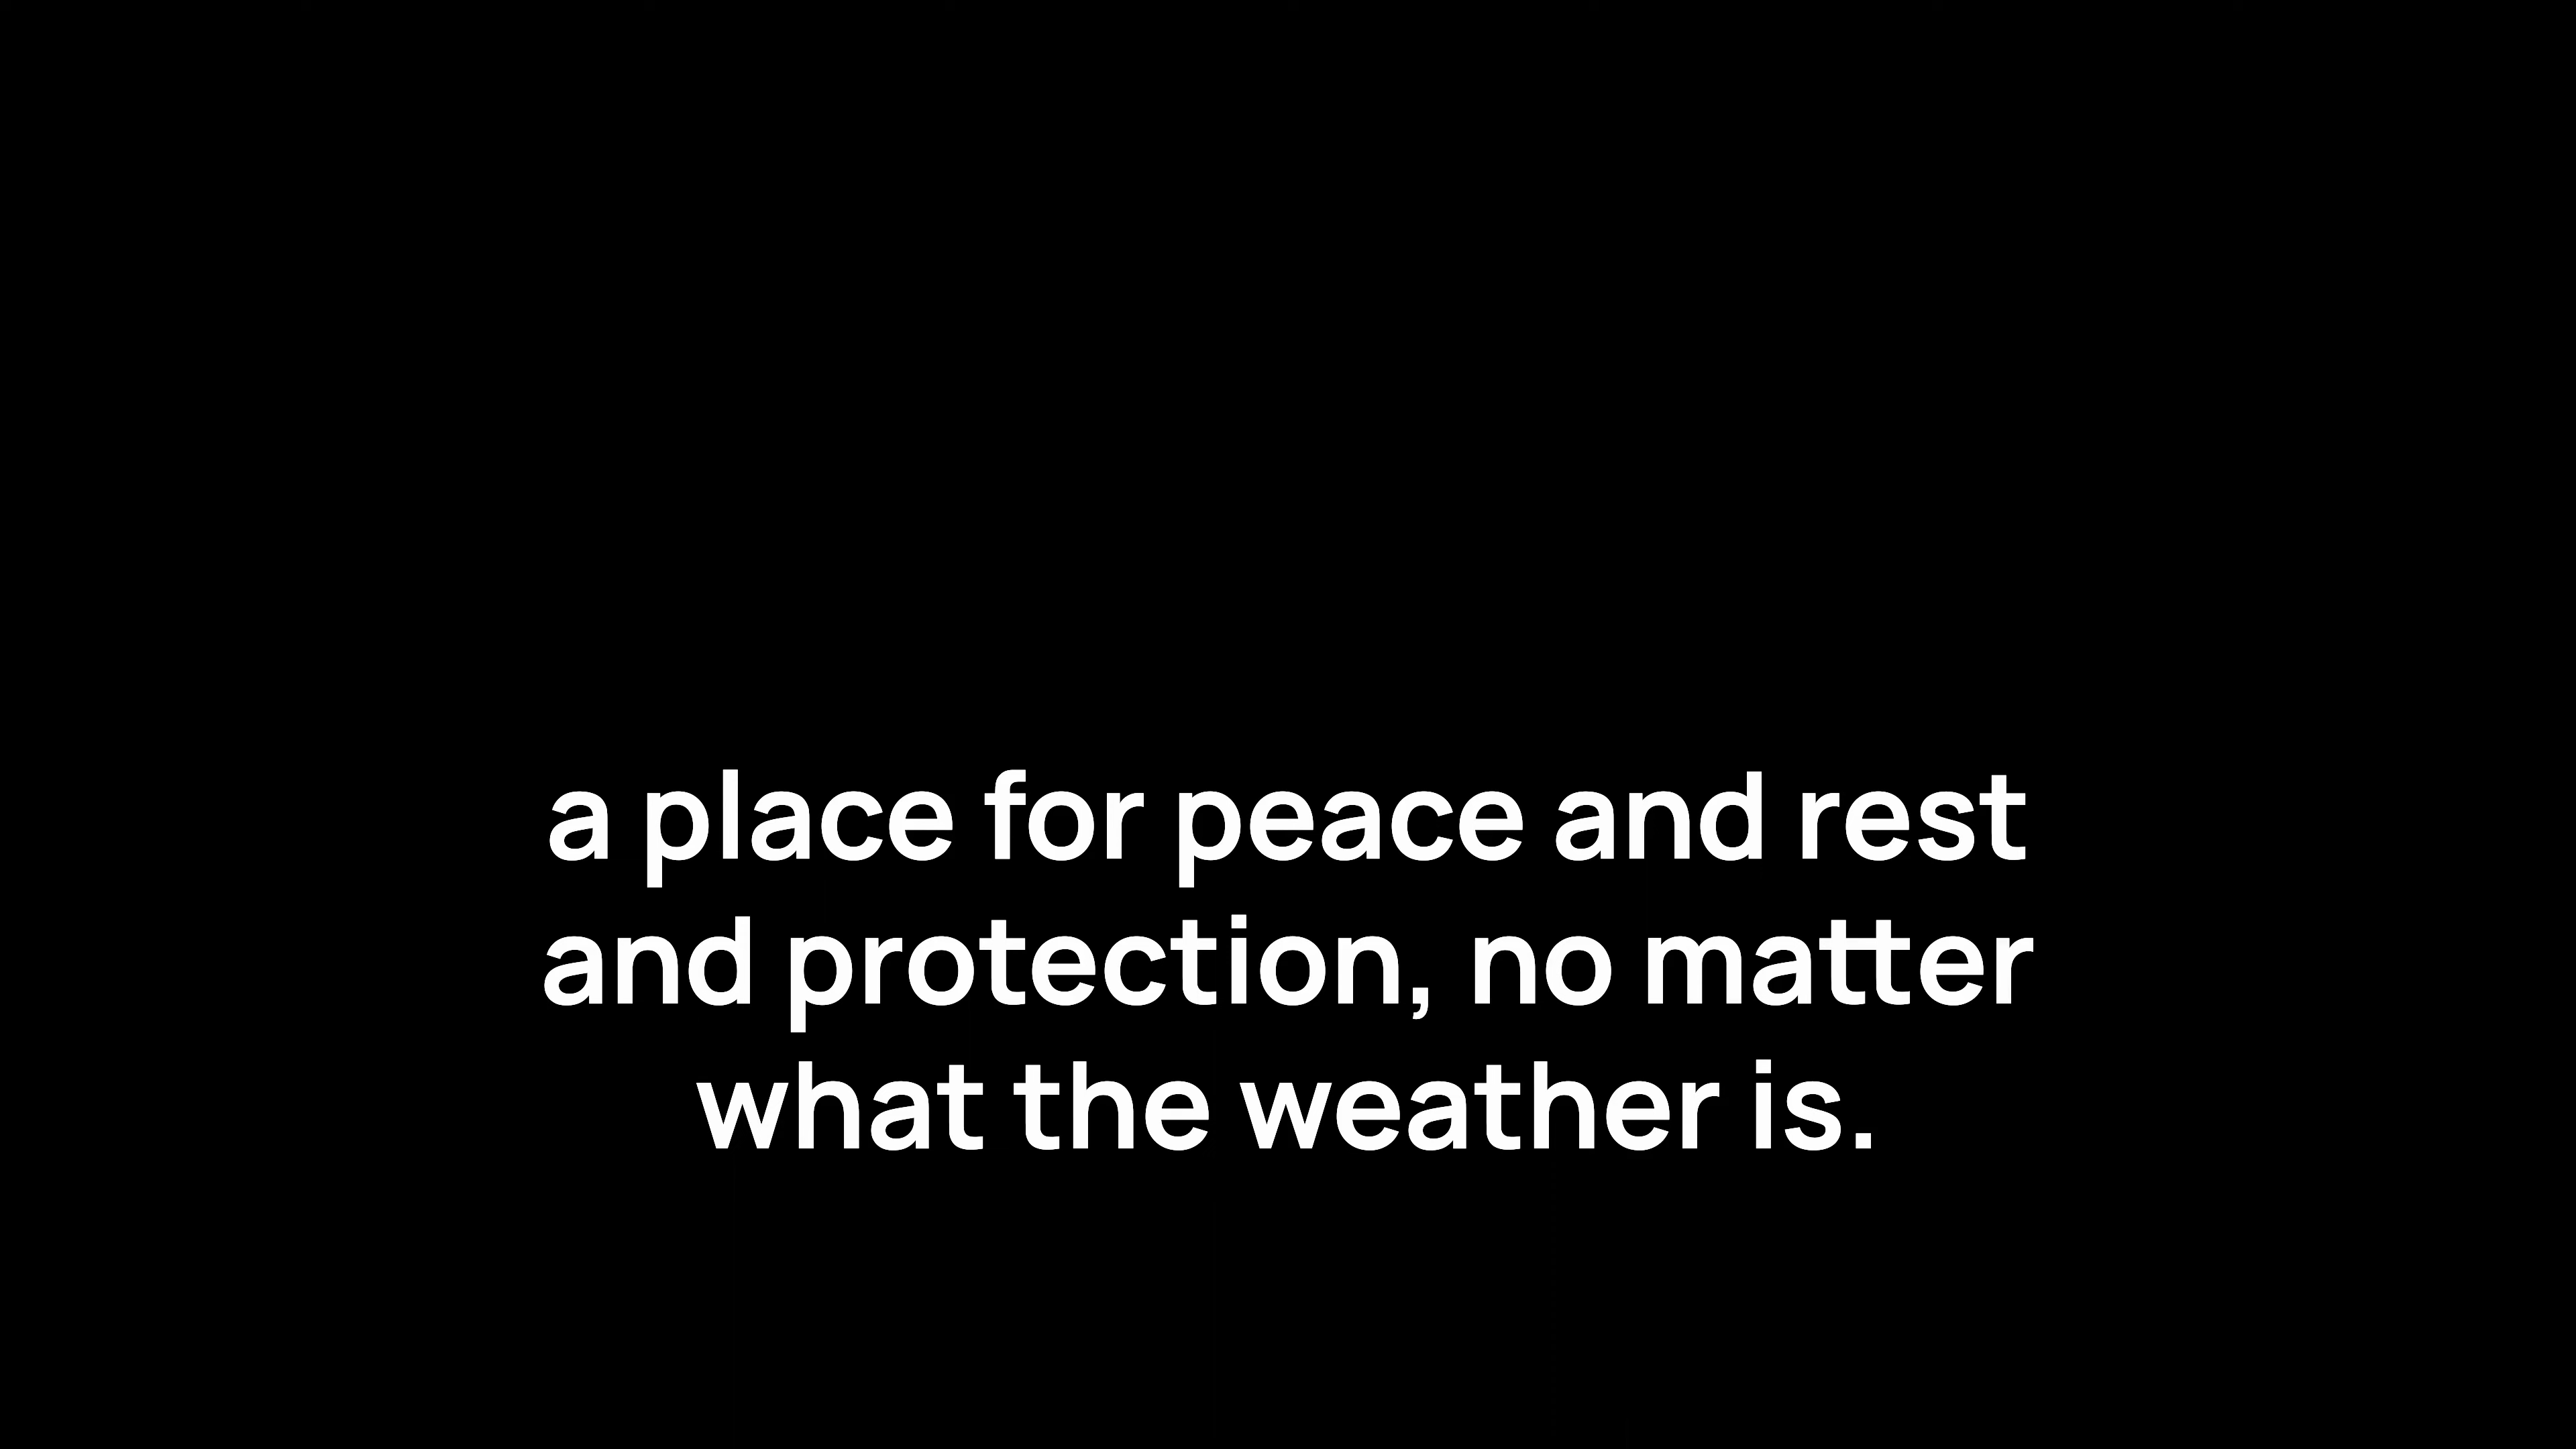 a place for peace and rest
and protection, no matter
what the weather is.